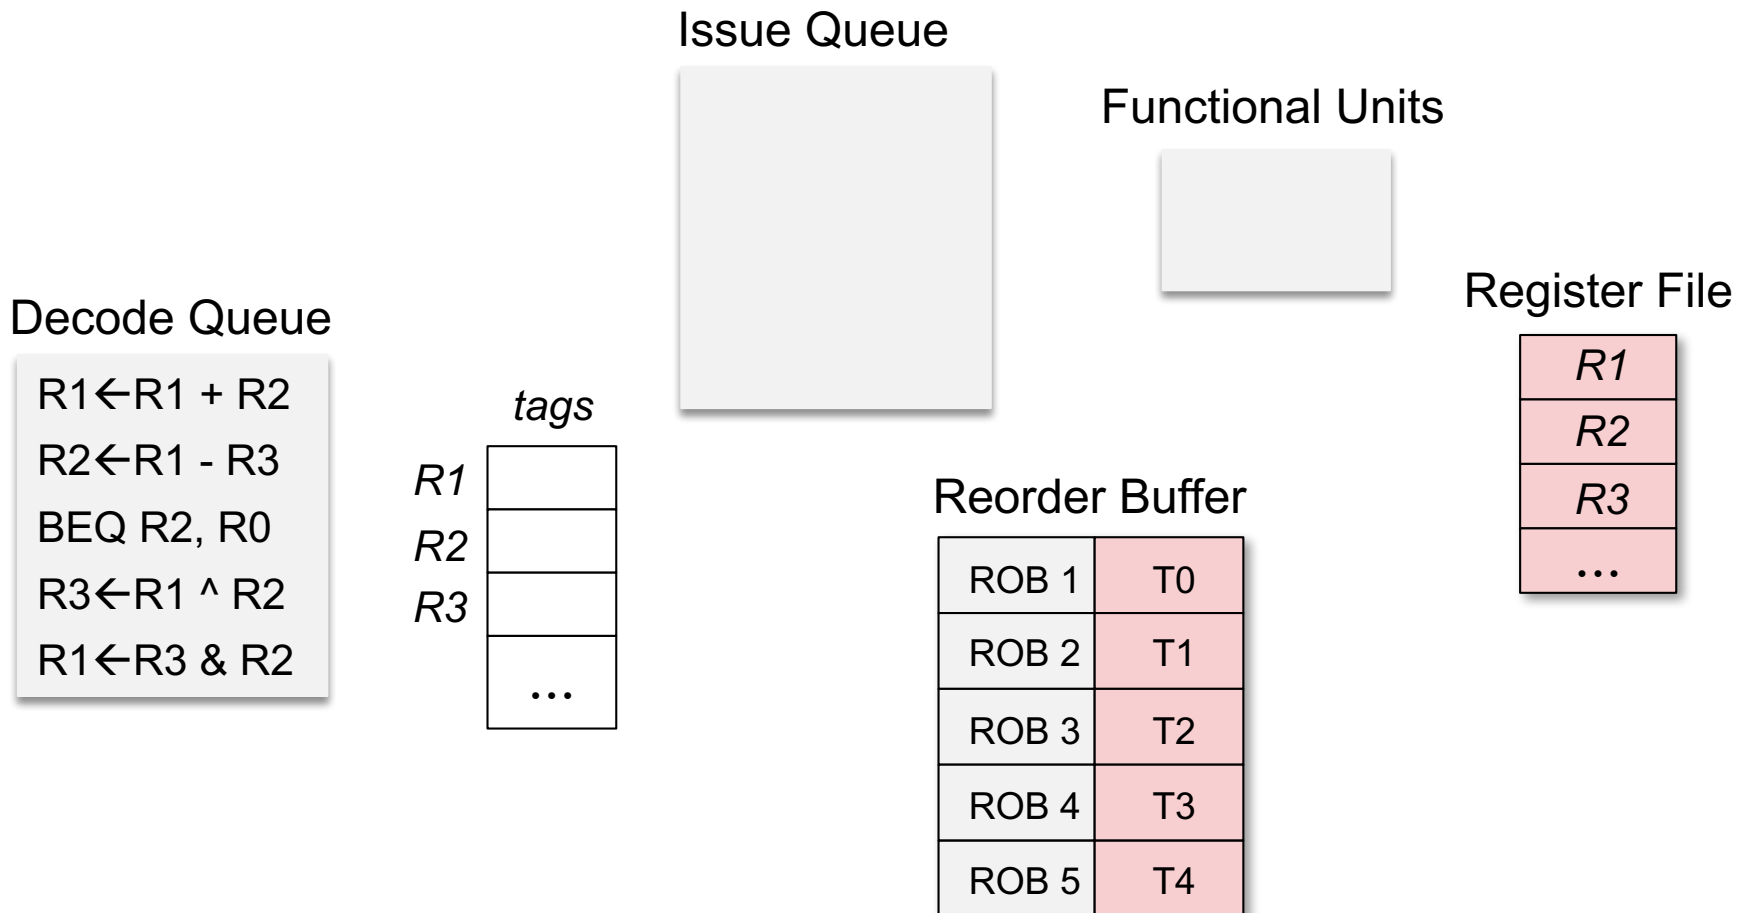 Issue Queue
Functional Units
Register File
R1
R2
R3
...
Decode Queue
R1←R1 + R2
R2←R1 - R3
BEQ R2, R0
R3←R1 ^ R2
R1←R3 & R2
tags
R1
R2
R3
...
Reorder Buffer
ROB 1 T0
ROB 2 T1
ROB 3 T2
ROB 4 T3
ROB 5 T4